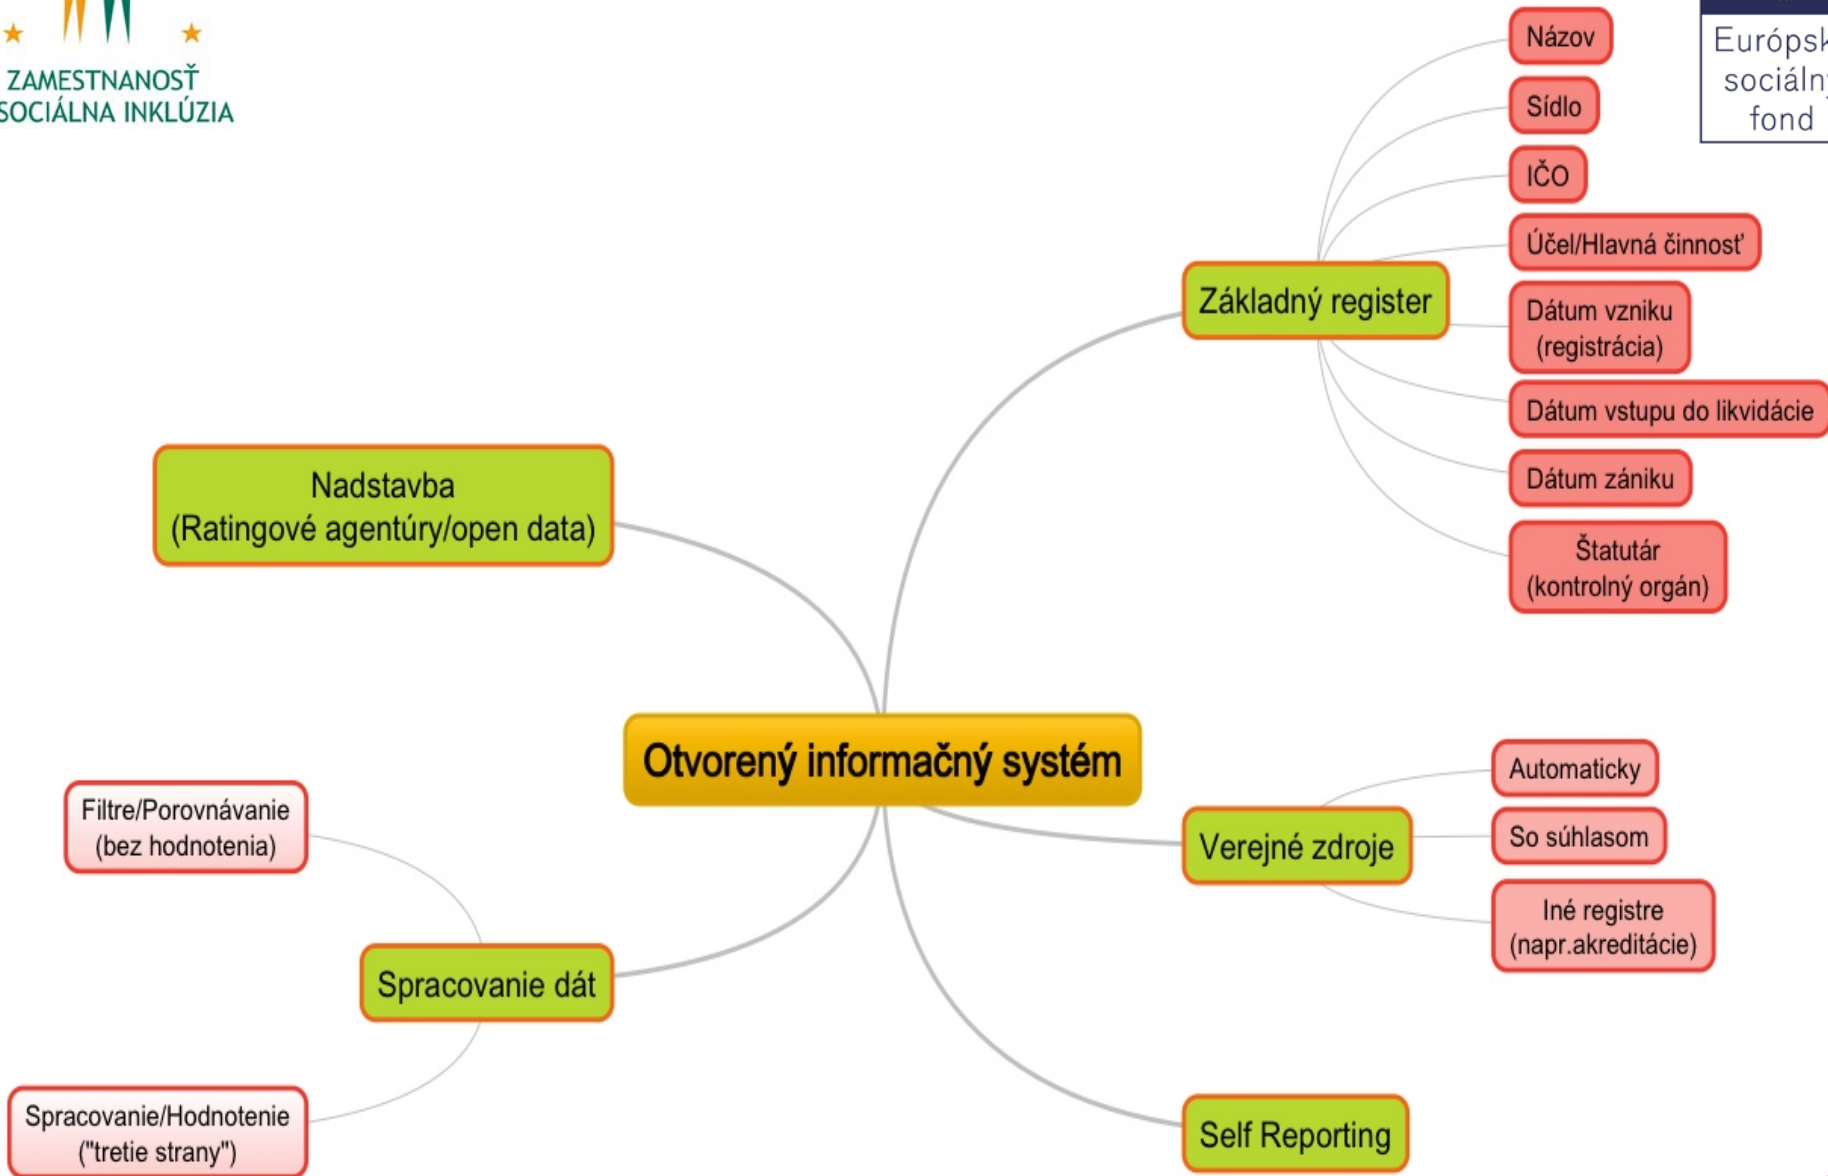 ZAMESTNANOSŤ
SOCIÁLNA INKLÚZIA
sociáln
fond
Názov
Sídlo
IČO
Účel/Hlavná činnosť
Základný register
Dátum vzniku
(registrácia)
Dátum vstupu do likvidácie
Dátum zániku
Štatutár
(kontrolný orgán)
Nadstavba
(Ratingové agentúry/open data)
Otvorený informačný systém
Automaticky
Verejné zdroje
So súhlasom
Iné registre
(napr.akreditácie)
Filtre/Porovnávanie
(bez hodnotenia)
Spracovanie dát
Spracovanie/Hodnotenie
("tretie strany")
Self Reporting